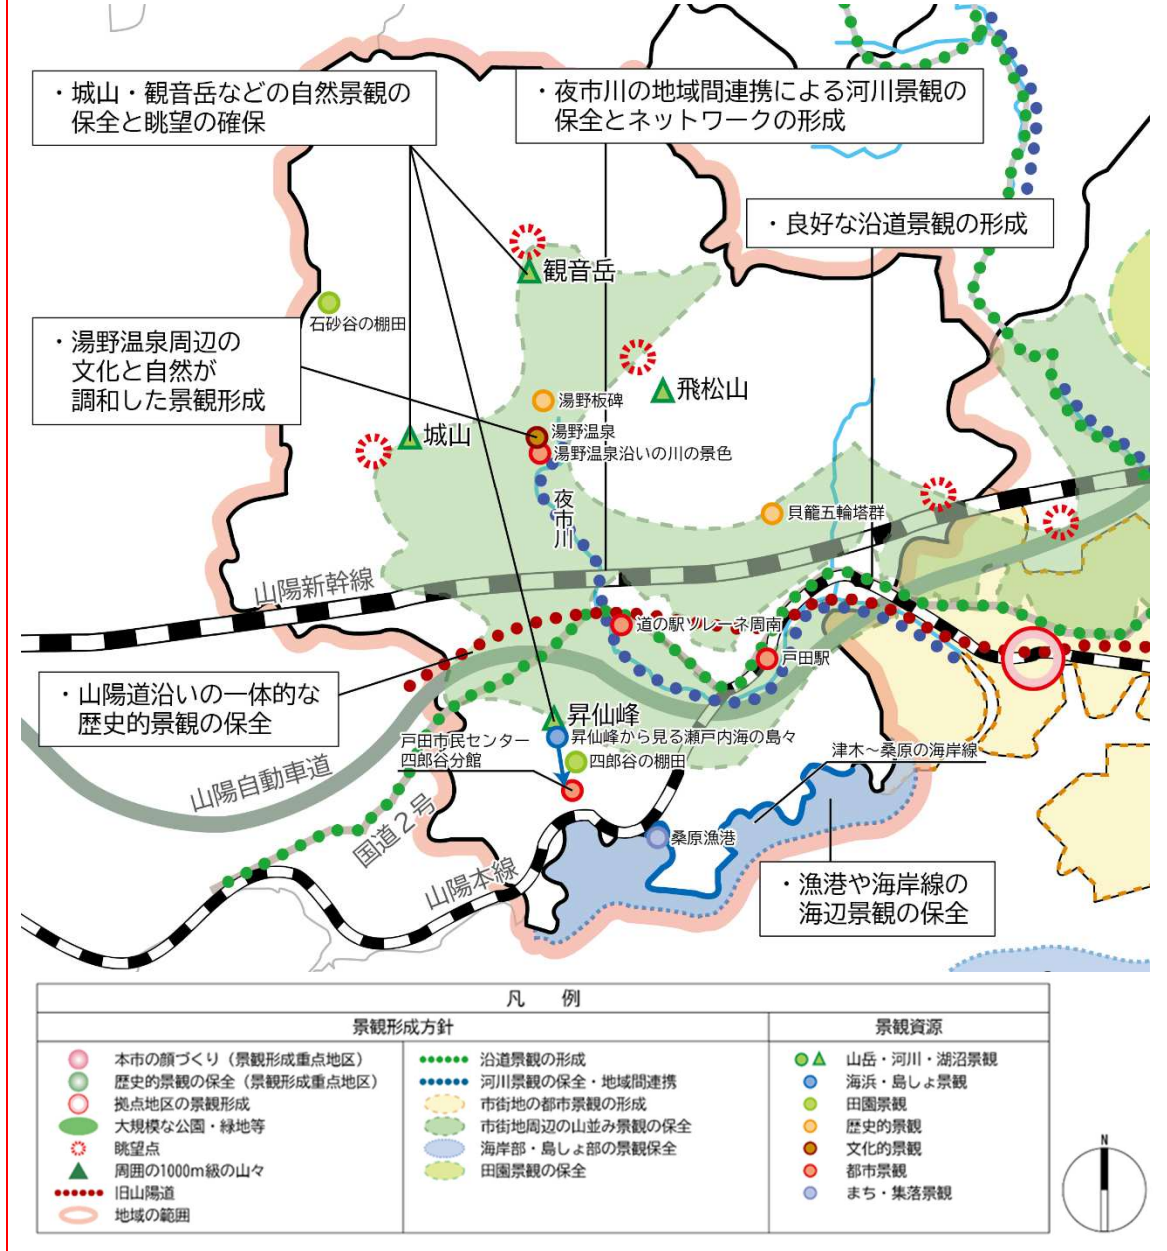 ・城山・観音岳などの自然景観の
保全と眺望の確保
・夜市川の地域間連携による河川景観の
保全とネットワークの形成
・良好な沿道景観の形成
観音岳
石砂谷の棚田
・湯野温泉周辺の
文化と自然が
調和した景観形成
飛松山
湯野板碑
城山
湯野温泉
湯野温泉沿いの川の景色
夜市川
貝籠五輪塔群
山陽新幹線
道の駅ソレーネ周南
戸田駅
・山陽道沿いの一体的な
歴史的景観の保全
昇仙峰
昇仙峰から見る瀬戸内海の島々
戸田市民センター
四郎谷分館
四郎谷の棚田
津木～桑原の海岸線
山陽自動車道
国道2号
桑原漁港
山陽本線
・漁港や海岸線の
海辺景観の保全
凡 例
景観形成方針
景観資源
本市の顔づくり（景観形成重点地区）
歴史的景観の保全（景観形成重点地区）
拠点地区の景観形成
大規模な公園・緑地等
眺望点
周囲の1000m級の山々
旧山陽道
地域の範囲
沿道景観の形成
河川景観の保全・地域間連携
市街地の都市景観の形成
市街地周辺の山並み景観の保全
海岸部・島しょ部の景観保全
田園景観の保全
山岳・河川・湖沼景観
海浜・島しょ景観
田園景観
歴史的景観
文化的景観
都市景観
まち・集落景観
N